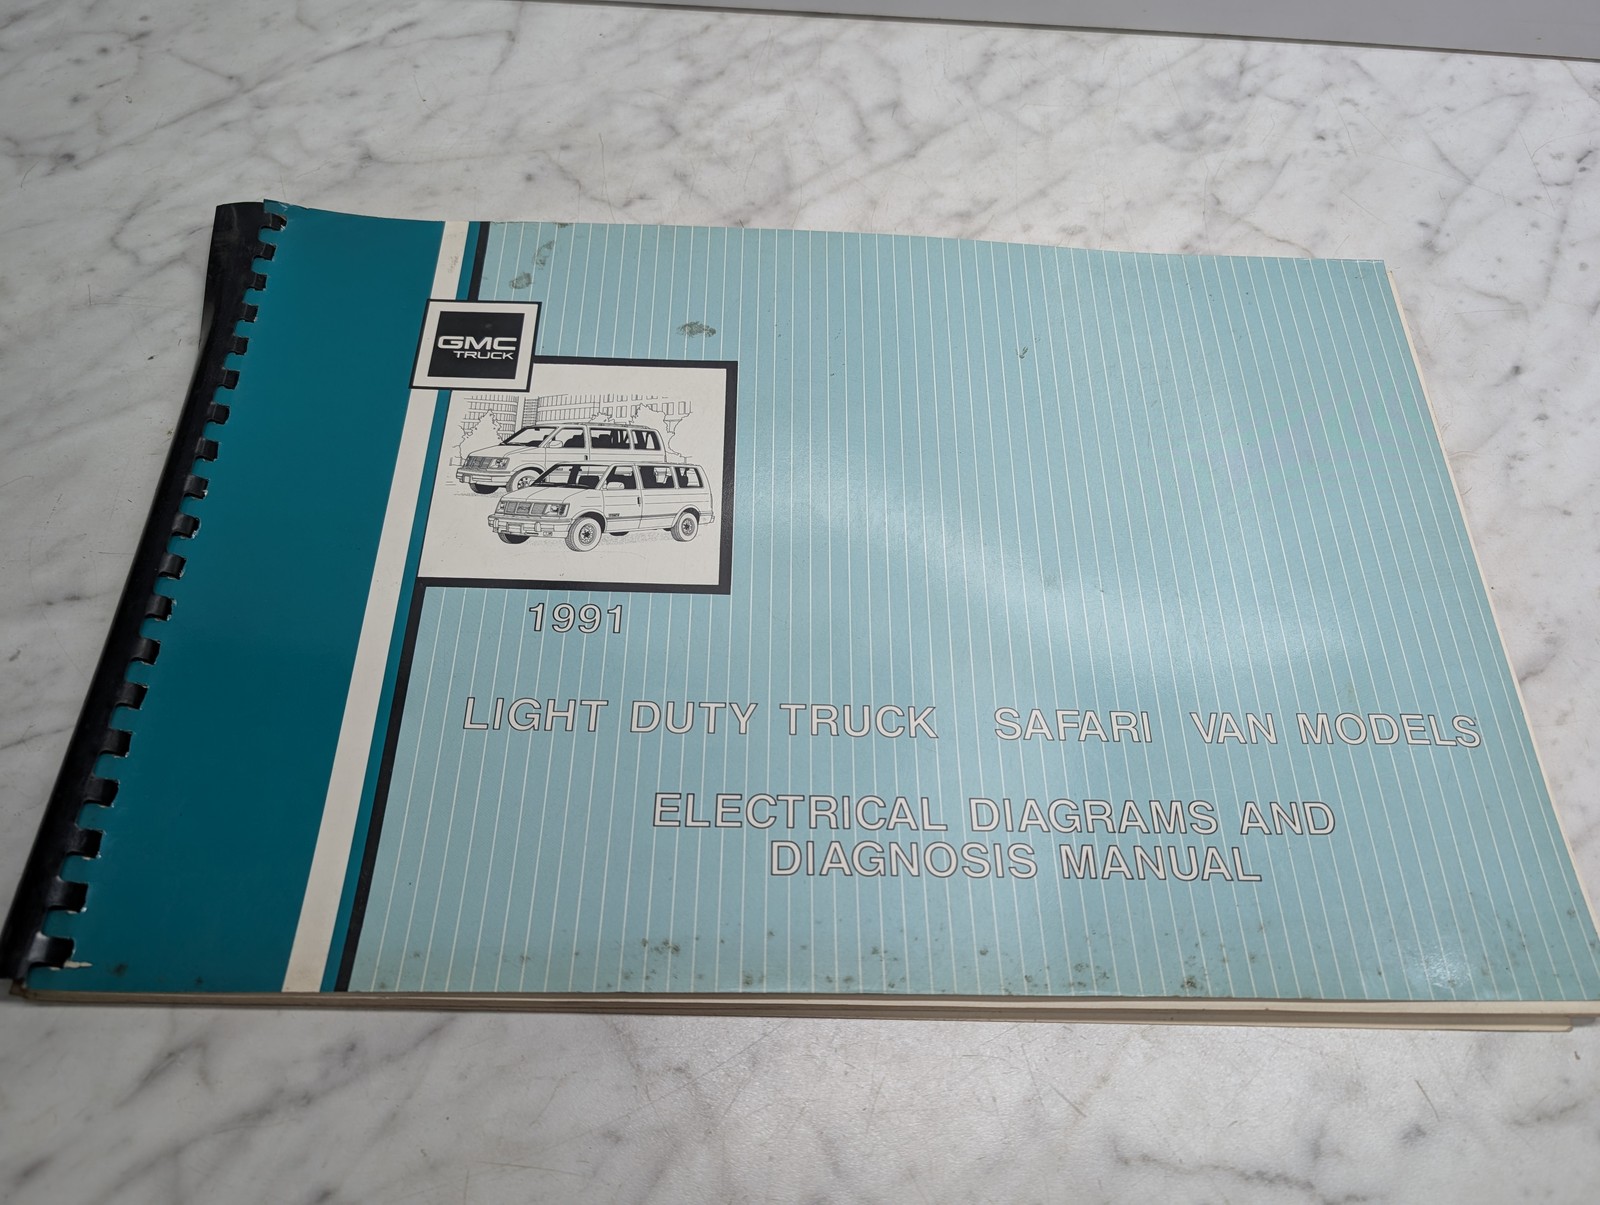 GMC
TRUCK
1991
LIGHT DUTY TRUCK SAFARI VAN MODELS
ELECTRICAL DIAGRAMS AND
DIAGNOSIS MANUAL